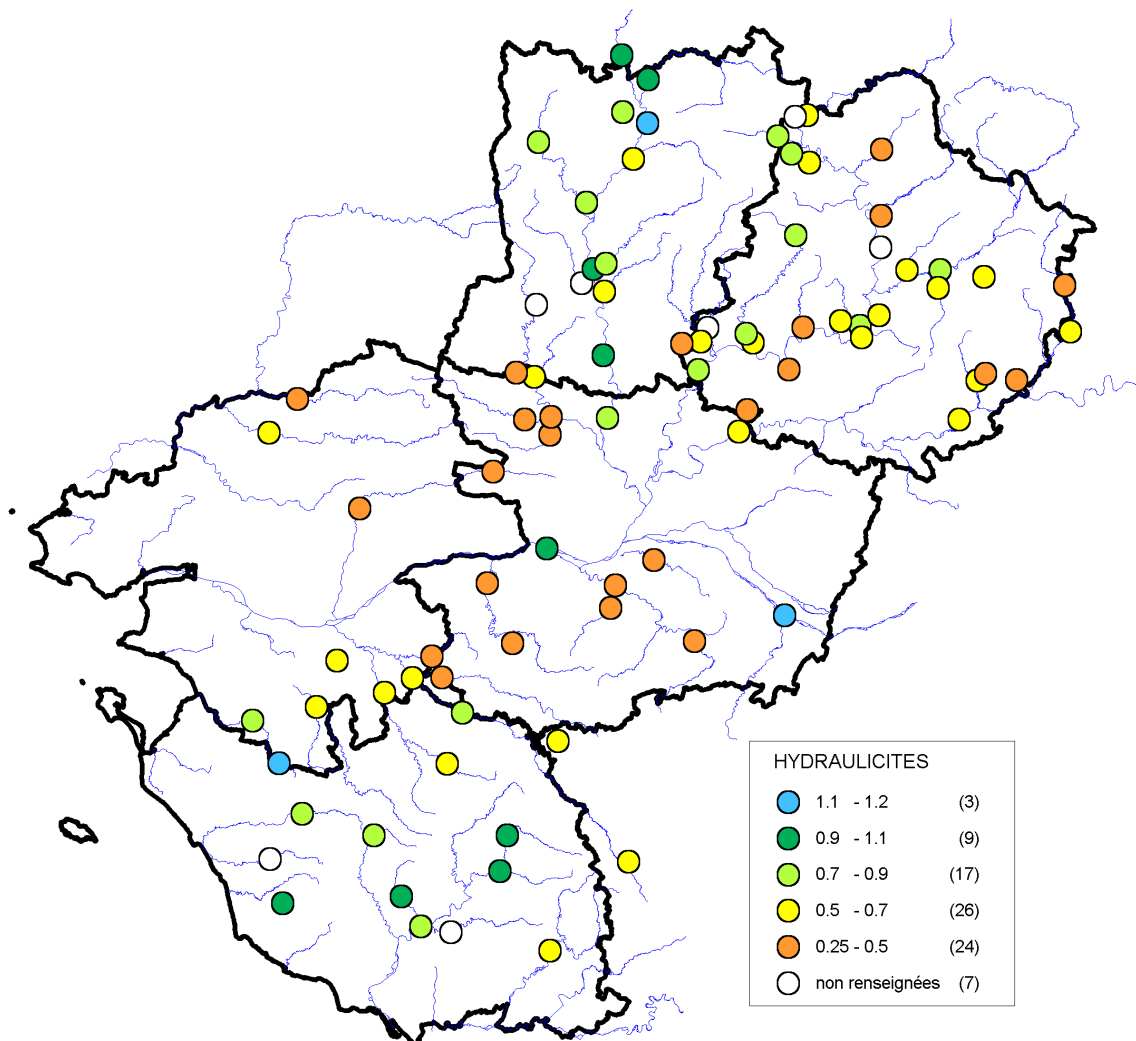 HYDRAULICITES
1.1 - 1.2 (3)
0.9 - 1.1 (9)
0.7 - 0.9 (17)
0.5 - 0.7 (26)
0.25 - 0.5 (24)
non renseignées (7)